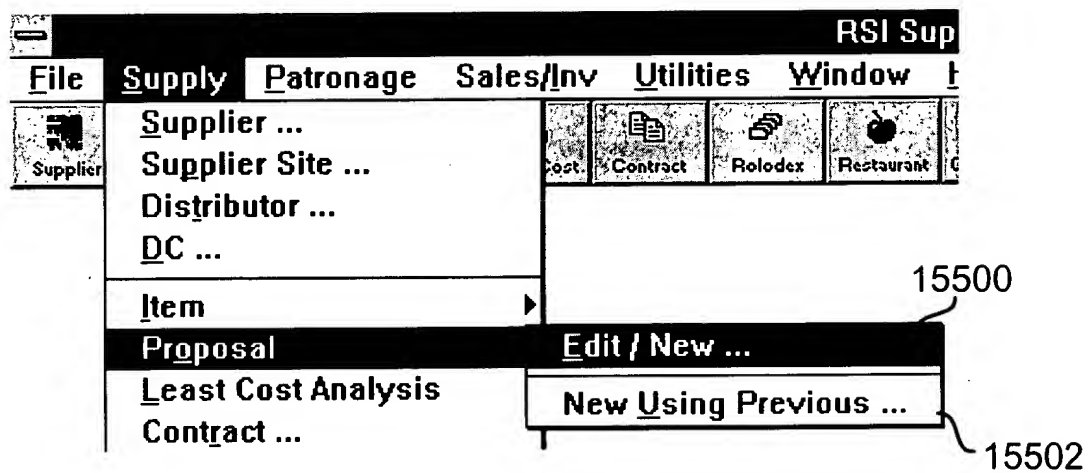 RSI Sup
File Supply Patronage Sales/Inv Utilities Window H
Supplier Cost. Contract Rolodex Restaurant
Supplier ...
Supplier Site ...
Distributor ...
DC ...
15500
Item
Proposal Edit / New ...
Least Cost Analysis New Using Previous ...
Contract ...
15502